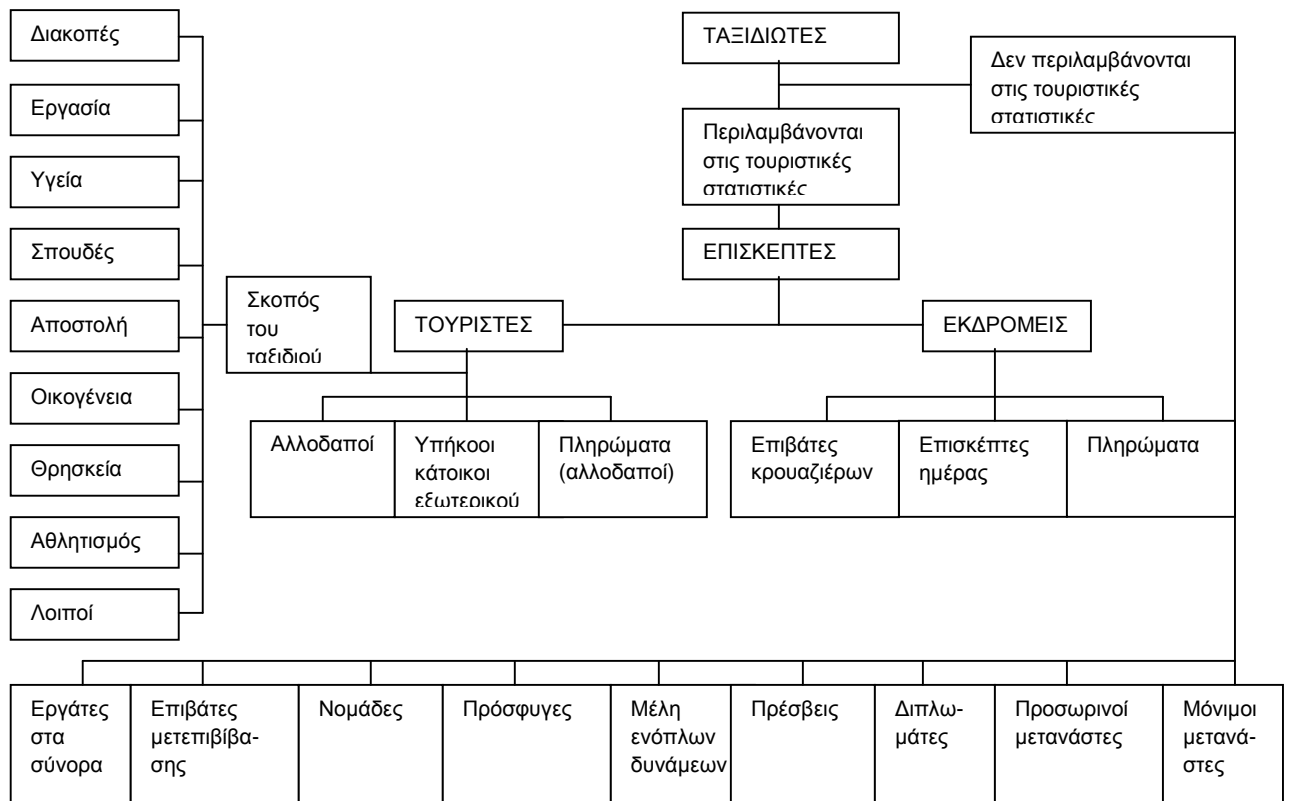 ΤΑΞΙΔΙΩΤΕΣ
Δεν περιλαμβάνονται
στις τουριστικές
στατιστικές
Περιλαμβάνονται
στις τουριστικές
στατιστικές
ΕΠΙΣΚΕΠΤΕΣ
ΤΟΥΡΙΣΤΕΣ
ΕΚΔΡΟΜΕΙΣ
Σκοπός
του
ταξιδιού
Διακοπές
Εργασία
Υγεία
Σπουδές
Αποστολή
Οικογένεια
Θρησκεία
Αθλητισμός
Λοιποί
Αλλοδαποί
Υπήκοοι
κάτοικοι
εξωτερικού
Πληρώματα
(αλλοδαποί)
Επιβάτες
κρουαζιέρων
Επισκέπτες
ημέρας
Πληρώματα
Εργάτες
στα
σύνορα
Επιβάτες
μετεπιβίβα-
σης
Νομάδες
Πρόσφυγες
Μέλη
ενόπλων
δυνάμεων
Πρέσβεις
Διπλω-
μάτες
Προσωρινοί
μετανάστες
Μόνιμοι
μετανά-
στες